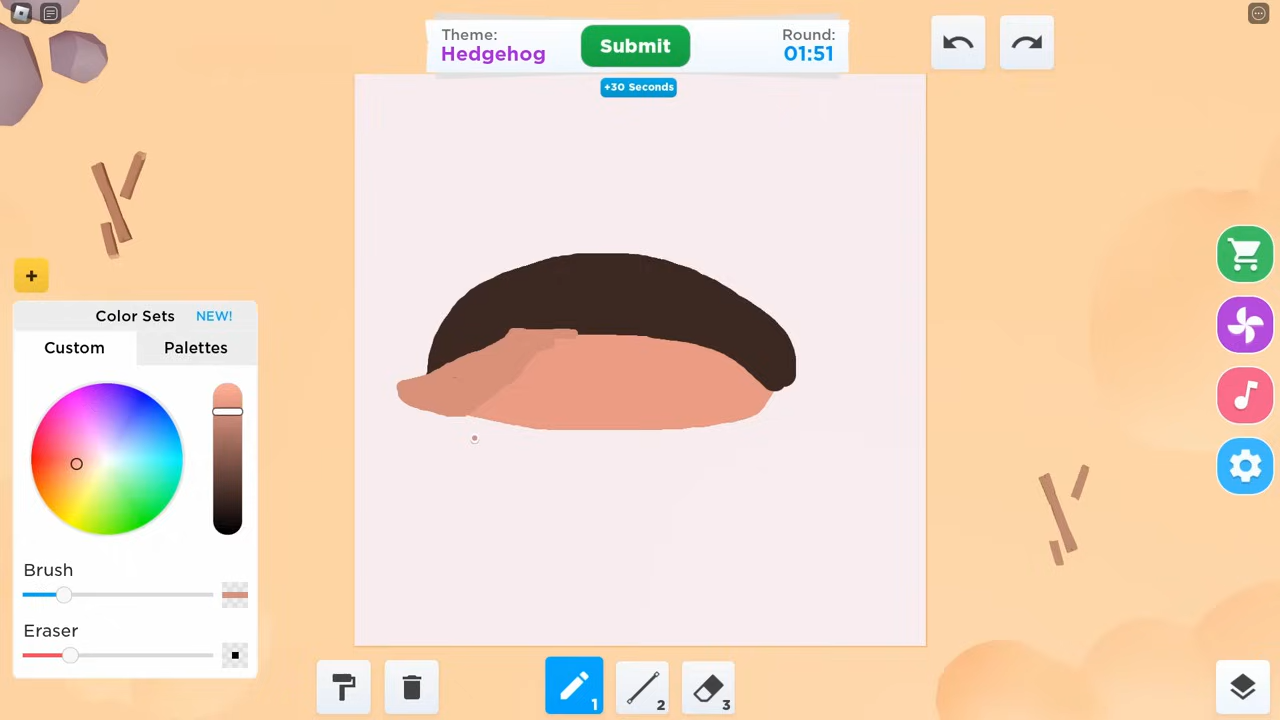 Theme:
Hedgehog
Submit
Round:
01:51
+30 Seconds
+
Color Sets NEW!
Custom Palettes
Brush
Eraser
1
2
3